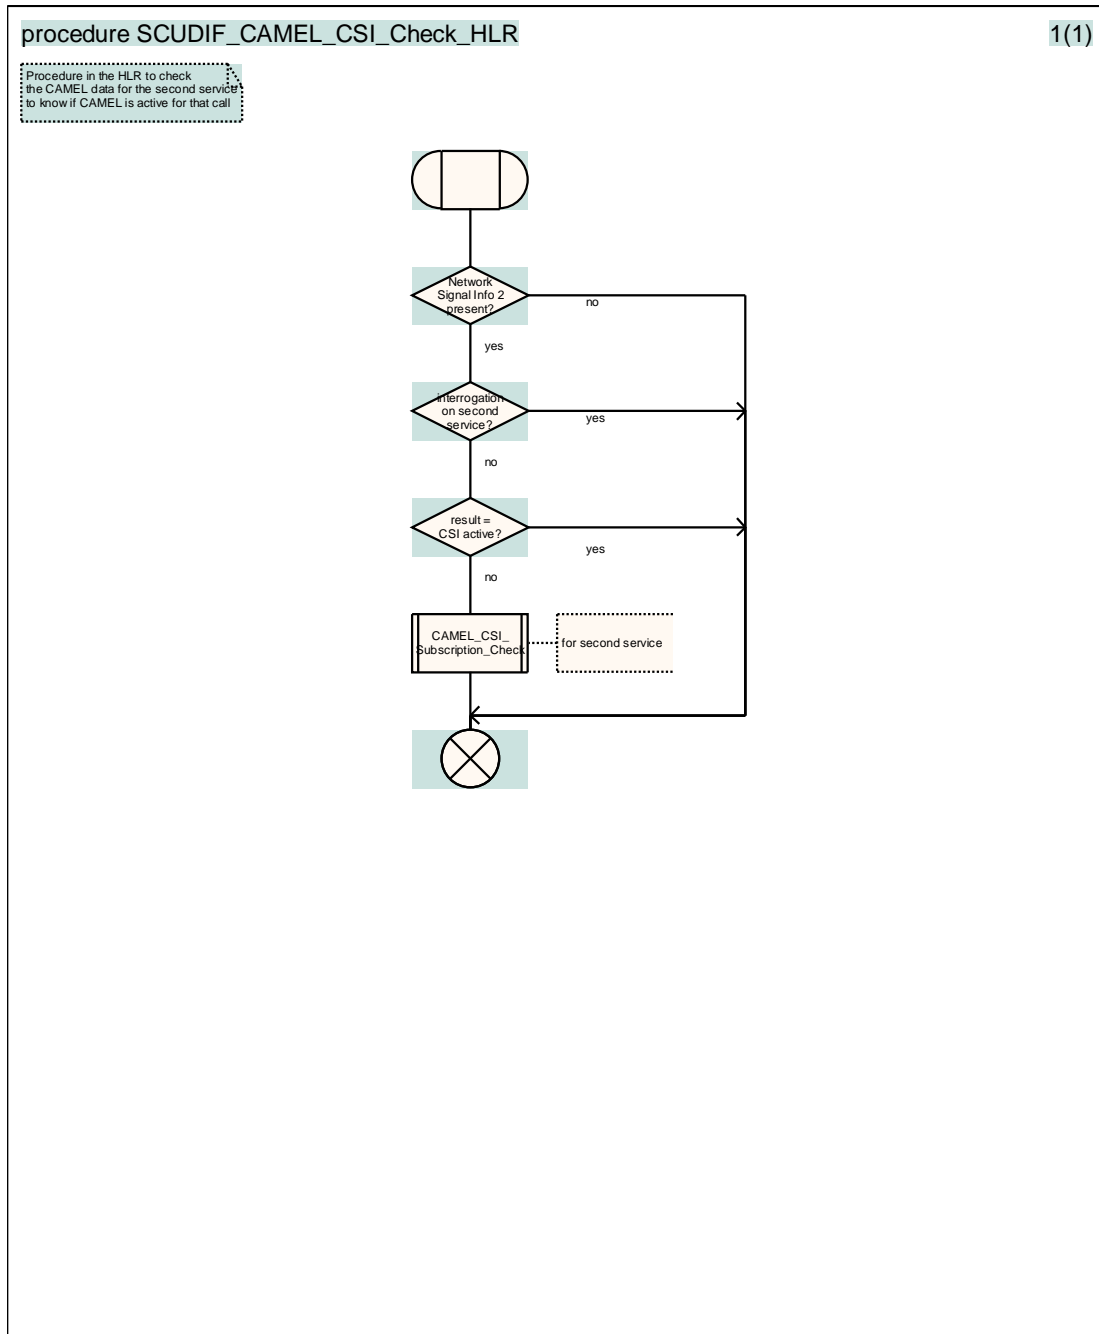 procedure SCUDIF_CAMEL_CSI_Check_HLR
1(1)
Procedure in the HLR to check
the CAMEL data for the second service
to know if CAMEL is active for that call
Network
Signal Info 2
present?
no
yes
interrogation
on second
service?
yes
no
result =
CSI active?
yes
no
CAMEL_CSI_
Subscription_Check
for second service